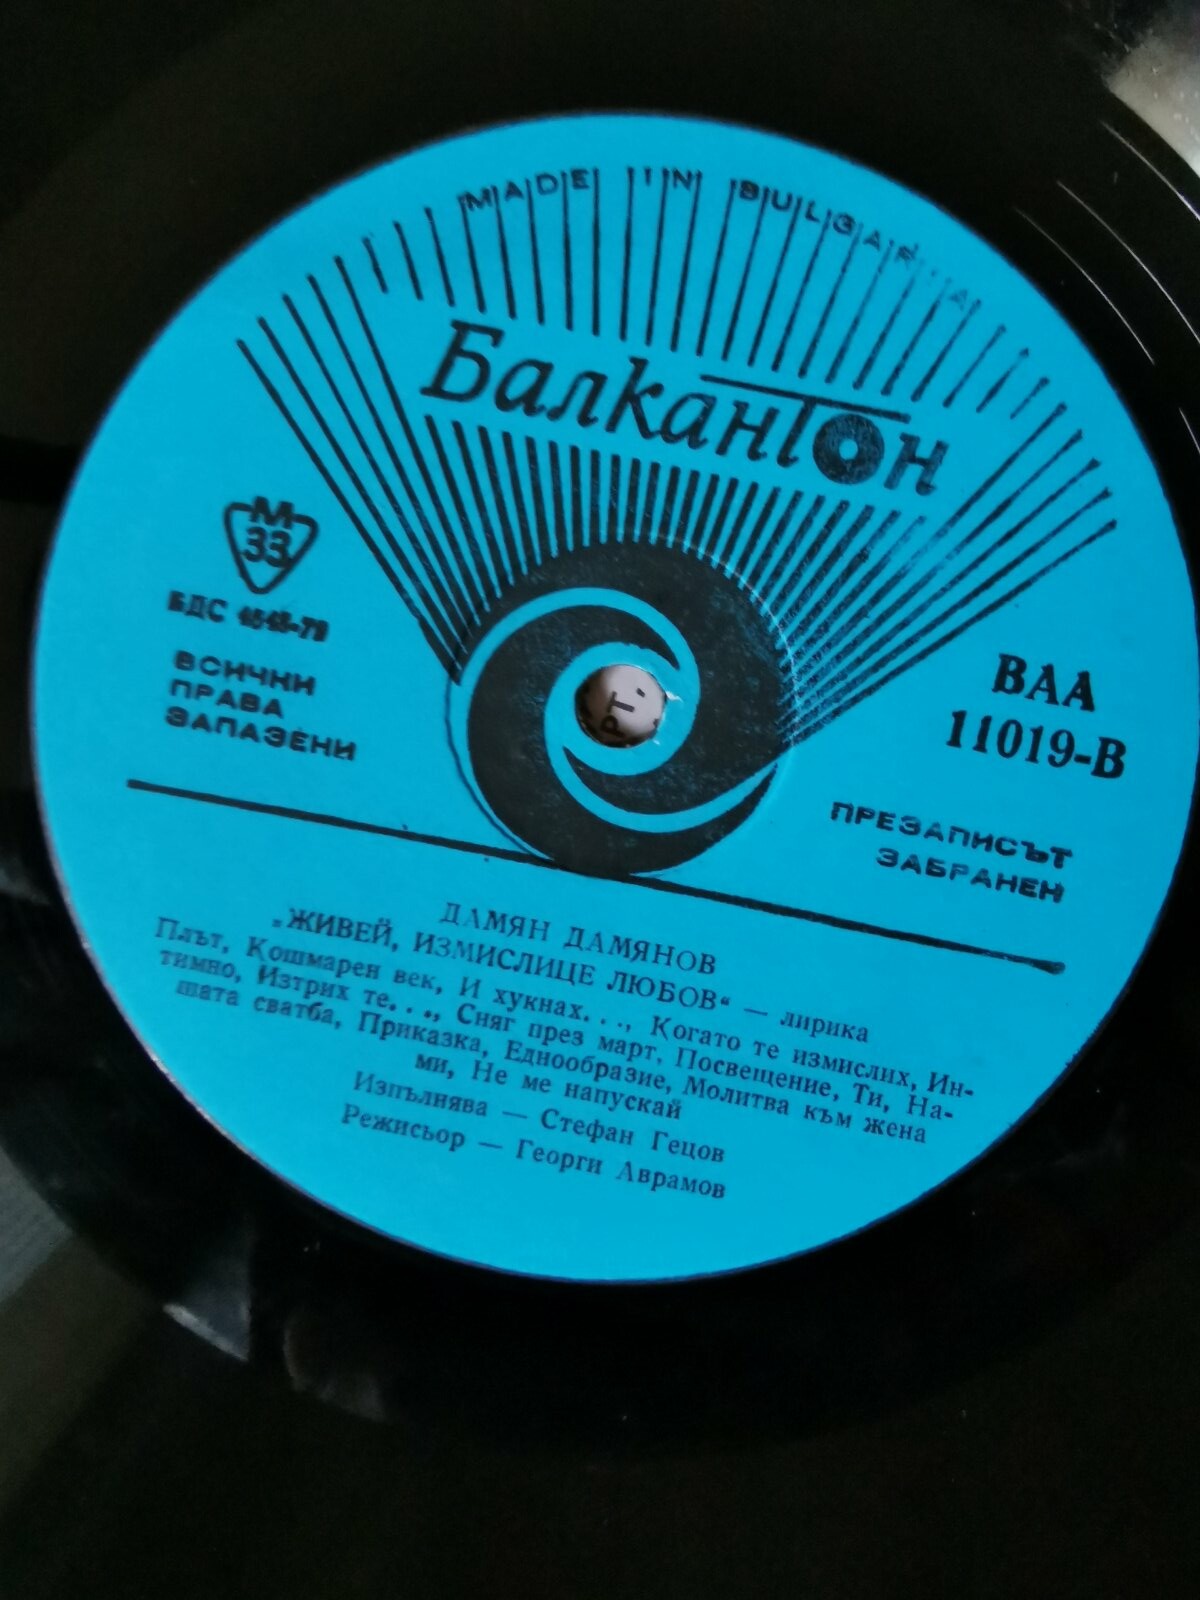 MADE IN BULGARIA
Балкантон
М
33
БДС
ВСИЧНИ
ПРАВА
ЗАПАЗЕНИ
ВАА
11019-В
ПРЕЗАПИСЪТ
ЗАБРАНЕН
РТ.
ДАМЯН ДАМЯНОВ
„ЖИВЕЙ, ИЗМИСЛИЦЕ ЛЮБОВ“ — лирика
Плът, Кошмарен век, И хукнах. . ., Когато те измислих, Ин-
тимно, Изтрих те. . ., Сняг през март, Посвещение, Ти, На-
шата сватба, Приказка, Еднообразие, Молитва към жена
ми, Не ме напускай
Изпълнява — Стефан Гецов
Режисьор — Георги Аврамов